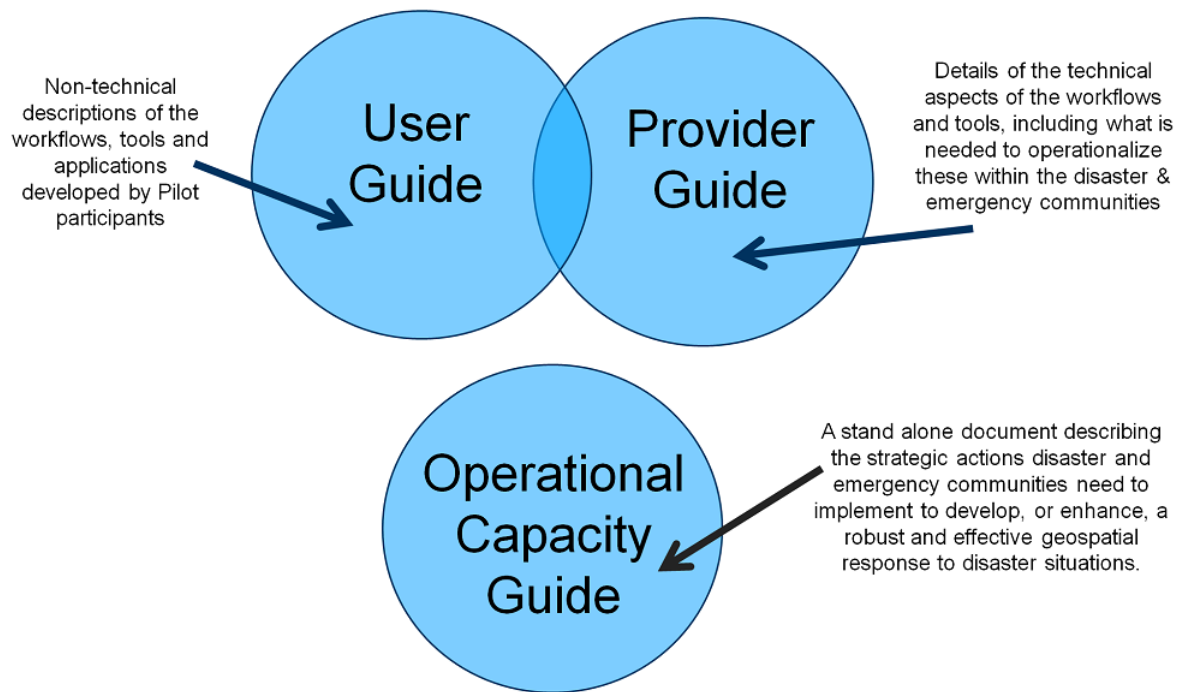 Non-technical
descriptions of the
workflows, tools and
applications
developed by Pilot
participants
User
Guide
Provider
Guide
Details of the technical
aspects of the workflows
and tools, including what is
needed to operationalize
these within the disaster &
emergency communities
Operational
Capacity
Guide
A stand alone document describing
the strategic actions disaster and
emergency communities need to
implement to develop, or enhance, a
robust and effective geospatial
response to disaster situations.